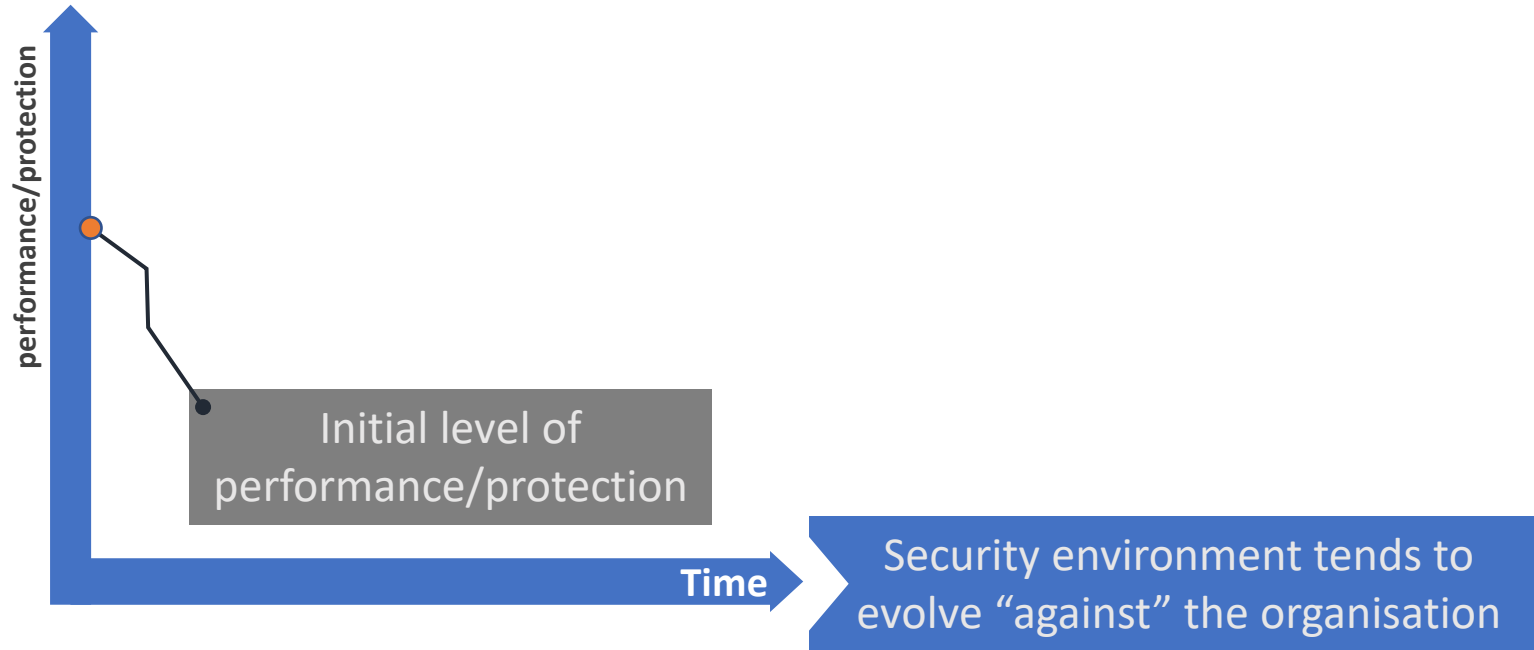 performance/protection
Initial level of
performance/protection
Time
Security environment tends to
evolve “against” the organisation